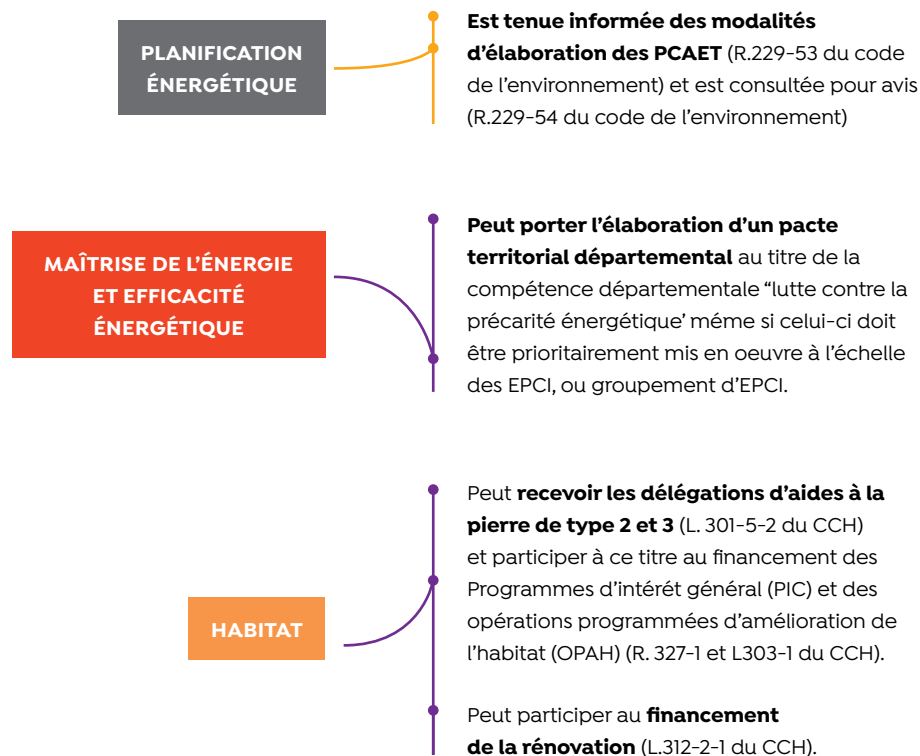 PLANIFICATION
ÉNERGÉTIQUE
Est tenue informée des modalités
d’élaboration des PCAET (R.229-53 du code
de l’environnement) et est consultée pour avis
(R.229-54 du code de l’environnement)
MAÎTRISE DE L’ÉNERGIE
ET EFFICACITÉ
ÉNERGÉTIQUE
Peut porter l’élaboration d’un pacte
territorial départemental au titre de la
compétence départementale “lutte contre la
précarité énergétique’ méme si celui-ci doit
être prioritairement mis en oeuvre à l’échelle
des EPCI, ou groupement d’EPCI.
HABITAT
Peut recevoir les délégations d’aides à la
pierre de type 2 et 3 (L. 301-5-2 du CCH)
et participer à ce titre au financement des
Programmes d’intérét général (PIC) et des
opérations programmées d’amélioration de
l’habitat (OPAH) (R. 327-1 et L303-1 du CCH).
Peut participer au financement
de la rénovation (L.312-2-1 du CCH).